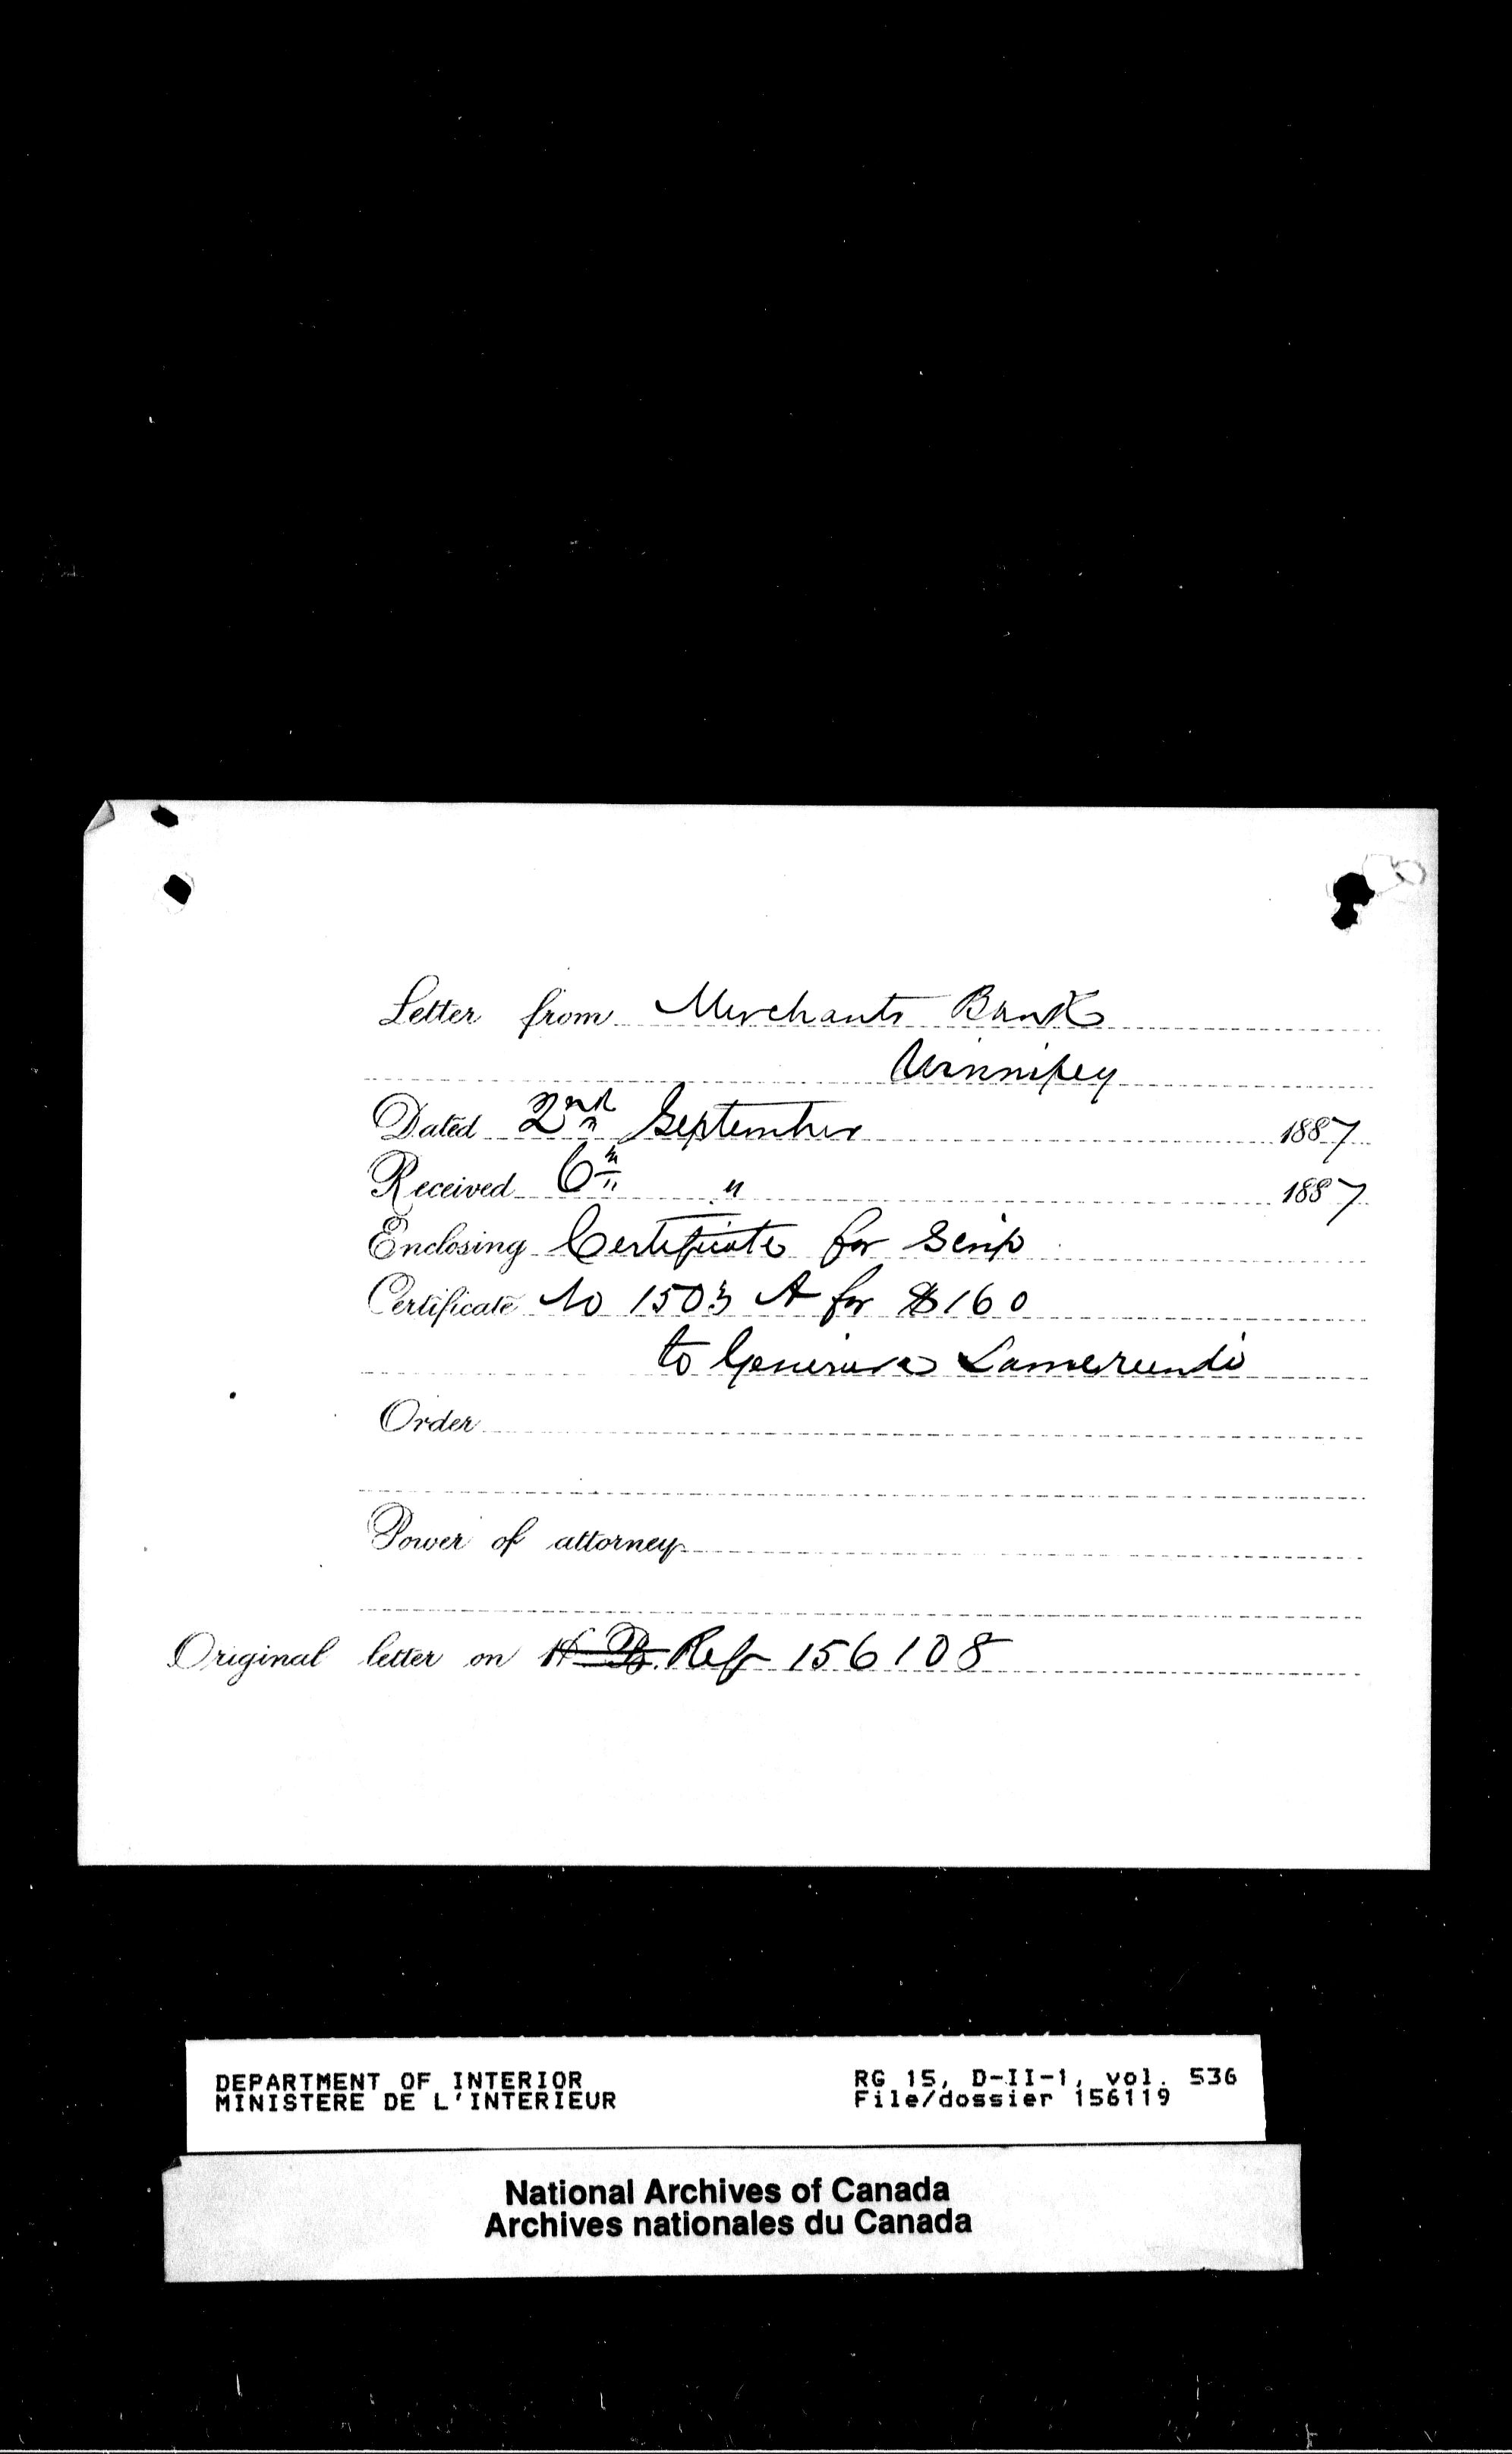 Letter from Merchants Bank
Winnipeg
Dated 2nd September 1887
Received 6th " 1887
Enclosing Certificate for Scrip
Certificate No 1503 A for $160
to
Order
Power of attorney
Original letter on H. B. Ref 156108
DEPARTMENT OF INTERIOR RG 15, D-II-1, vol. 536
MINISTERE DE L'INTERIEUR File/dossier 156119
National Archives of Canada
Archives nationales du Canada